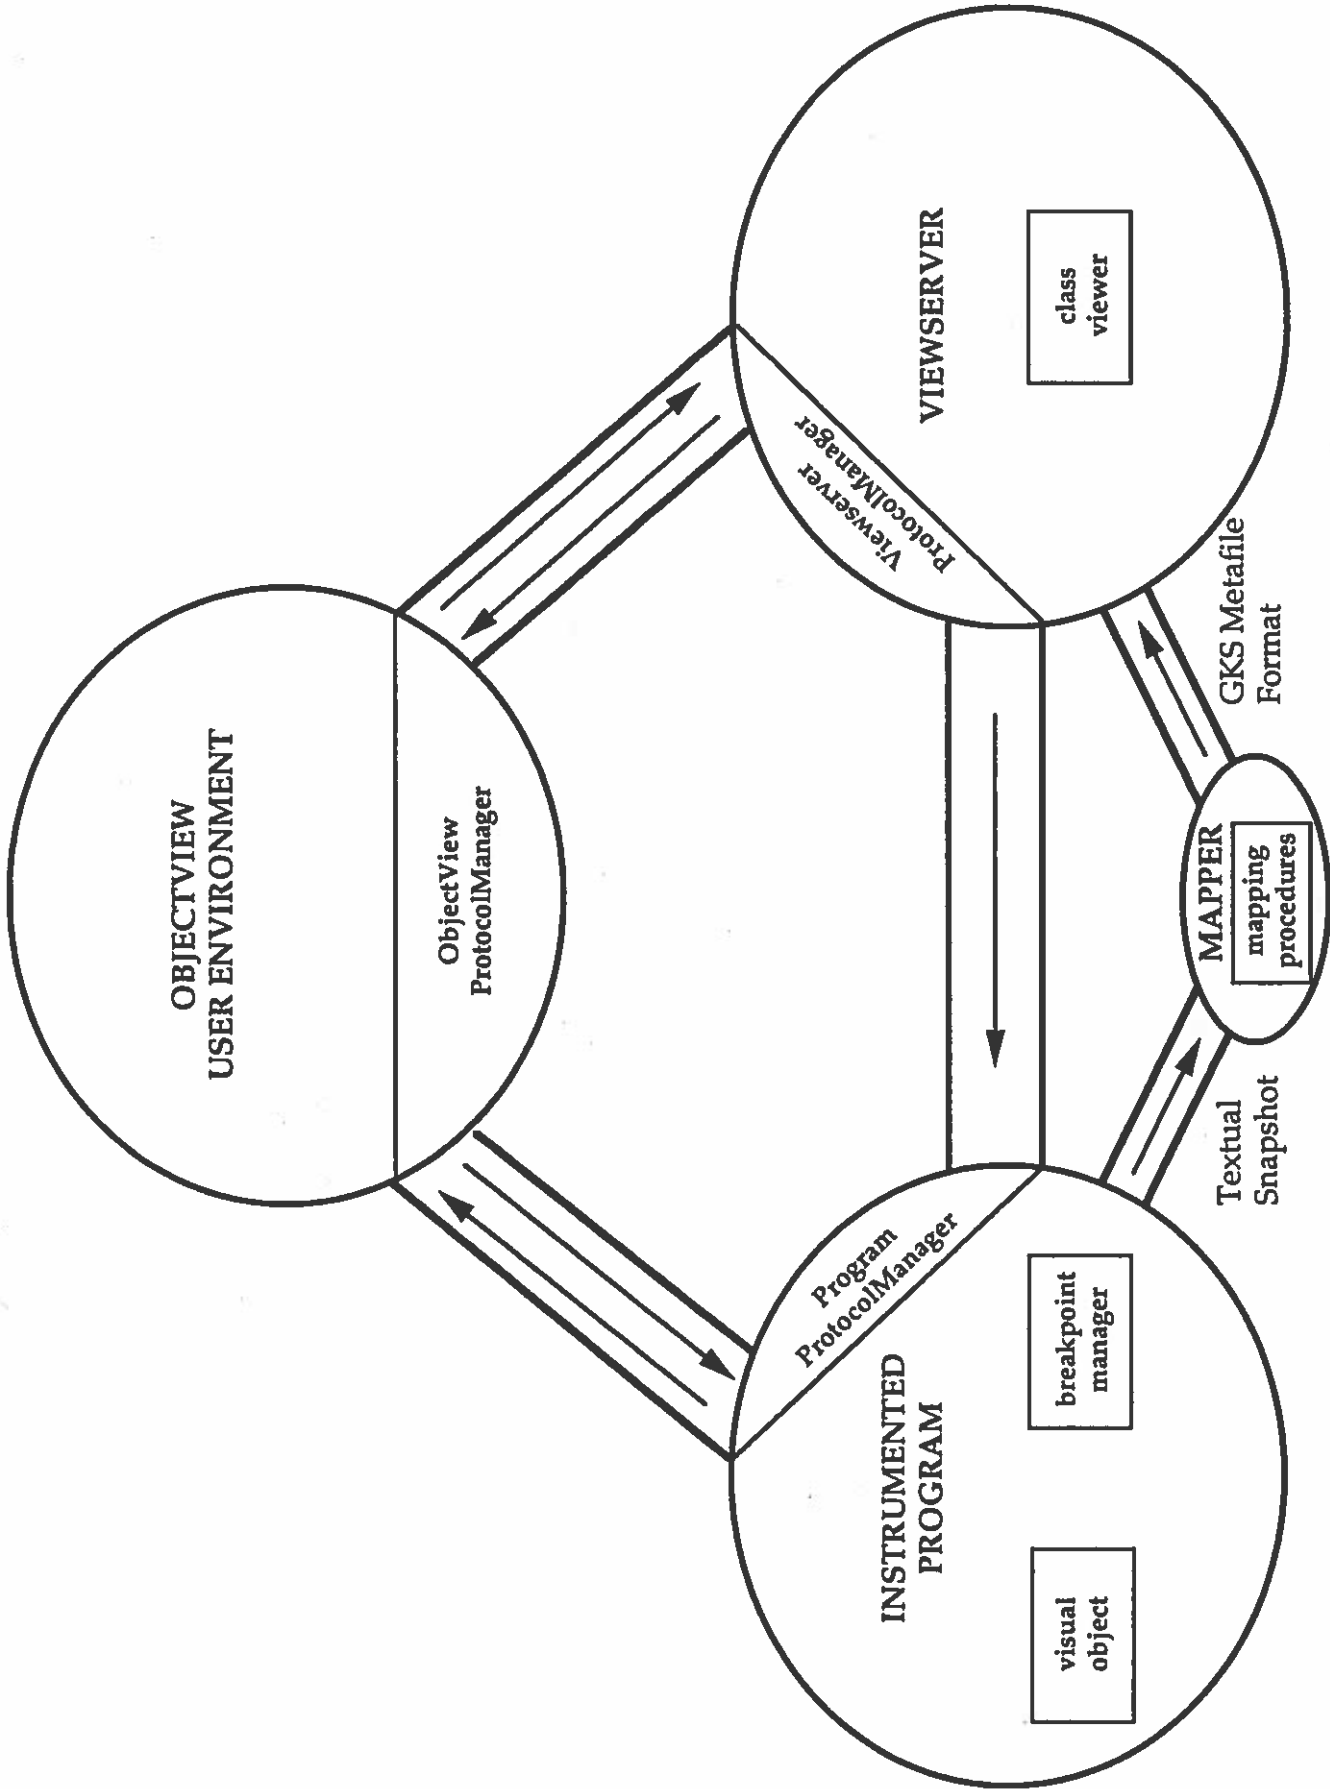 OBJECTVIEW
USER ENVIRONMENT
ObjectView
ProtocolManager
Program
ProtocolManager
INSTRUMENTED
PROGRAM
visual
object
breakpoint
manager
Viewserver
ProtocolManager
VIEWSERVER
class
viewer
Textual
Snapshot
MAPPER
mapping
procedures
GKS Metafile
Format